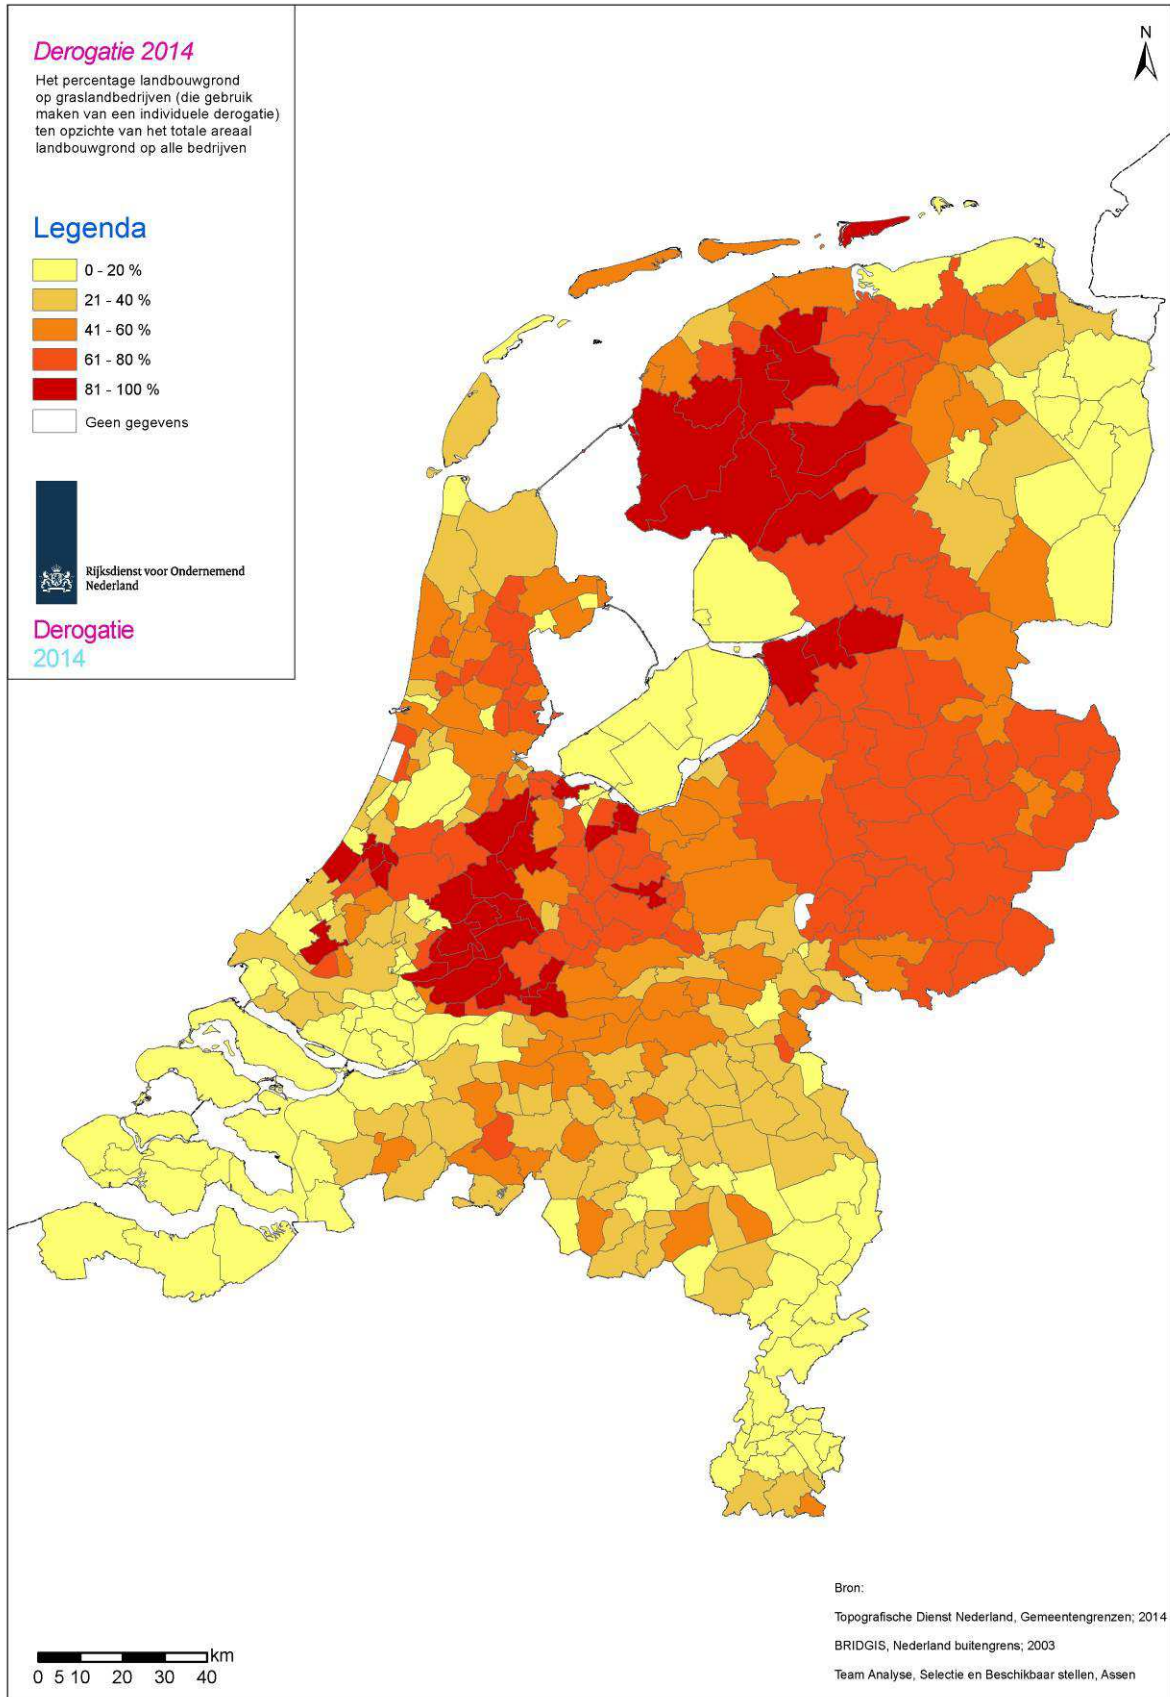 Derogatie 2014
Het percentage landbouwgrond
op graslandbedrijven (die gebruik
maken van een individuele derogatie)
ten opzichte van het totale areaal
landbouwgrond op alle bedrijven
Legenda
0 - 20 %
21 - 40 %
41 - 60 %
61 - 80 %
81 - 100 %
Geen gegevens
Rijksdienst voor Ondernemend
Nederland
Derogatie
2014
N
Bron:
Topografische Dienst Nederland, Gemeentengrenzen; 2014
BRIDGIS, Nederland buitengrens; 2003
Team Analyse, Selectie en Beschikbaar stellen, Assen
km
0 5 10 20 30 40